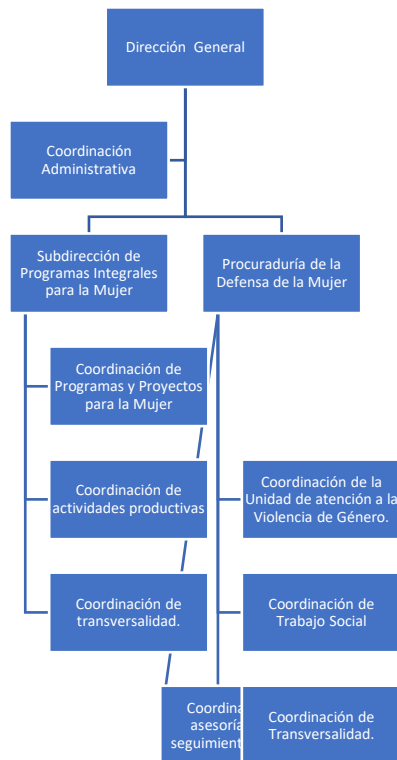 Dirección General
Coordinación
Administrativa
Subdirección de
Programas Integrales
para la Mujer
Procuraduría de la
Defensa de la Mujer
Coordinación de
Programas y Proyectos
para la Mujer
Coordinación de
actividades productivas
Coordinación de la
Unidad de atención a la
Violencia de Género.
Coordinación de
transversalidad.
Coordinación de
Trabajo Social
asesoría
seguimient
Coordinación de
Transversalidad.